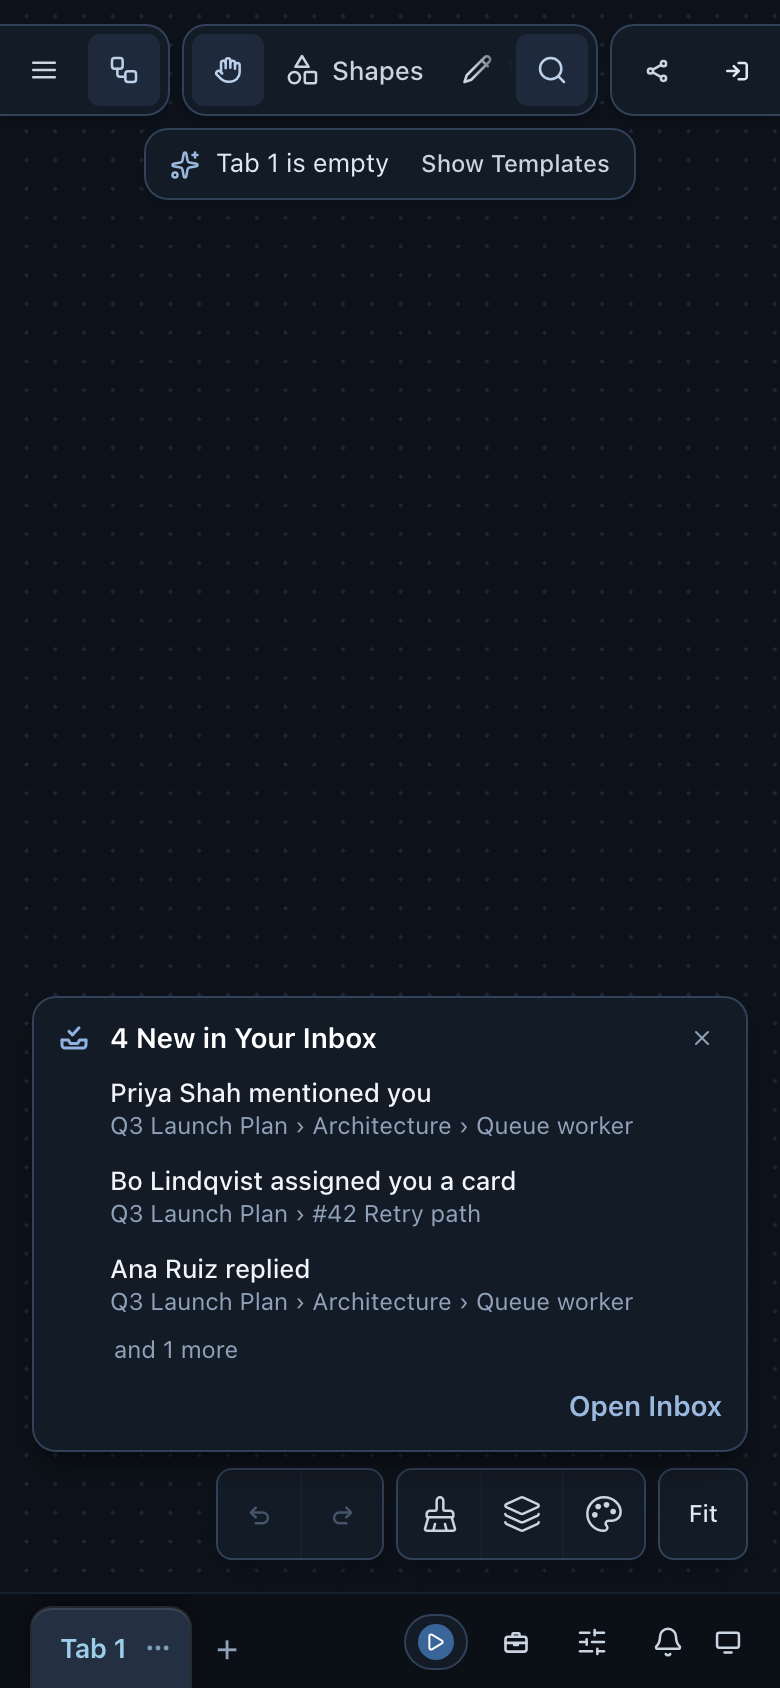 Shapes
Tab 1 is empty Show Templates
4 New in Your Inbox
Priya Shah mentioned you
Q3 Launch Plan › Architecture › Queue worker
Bo Lindqvist assigned you a card
Q3 Launch Plan › #42 Retry path
Ana Ruiz replied
Q3 Launch Plan › Architecture › Queue worker
and 1 more
Open Inbox
Fit
Tab 1